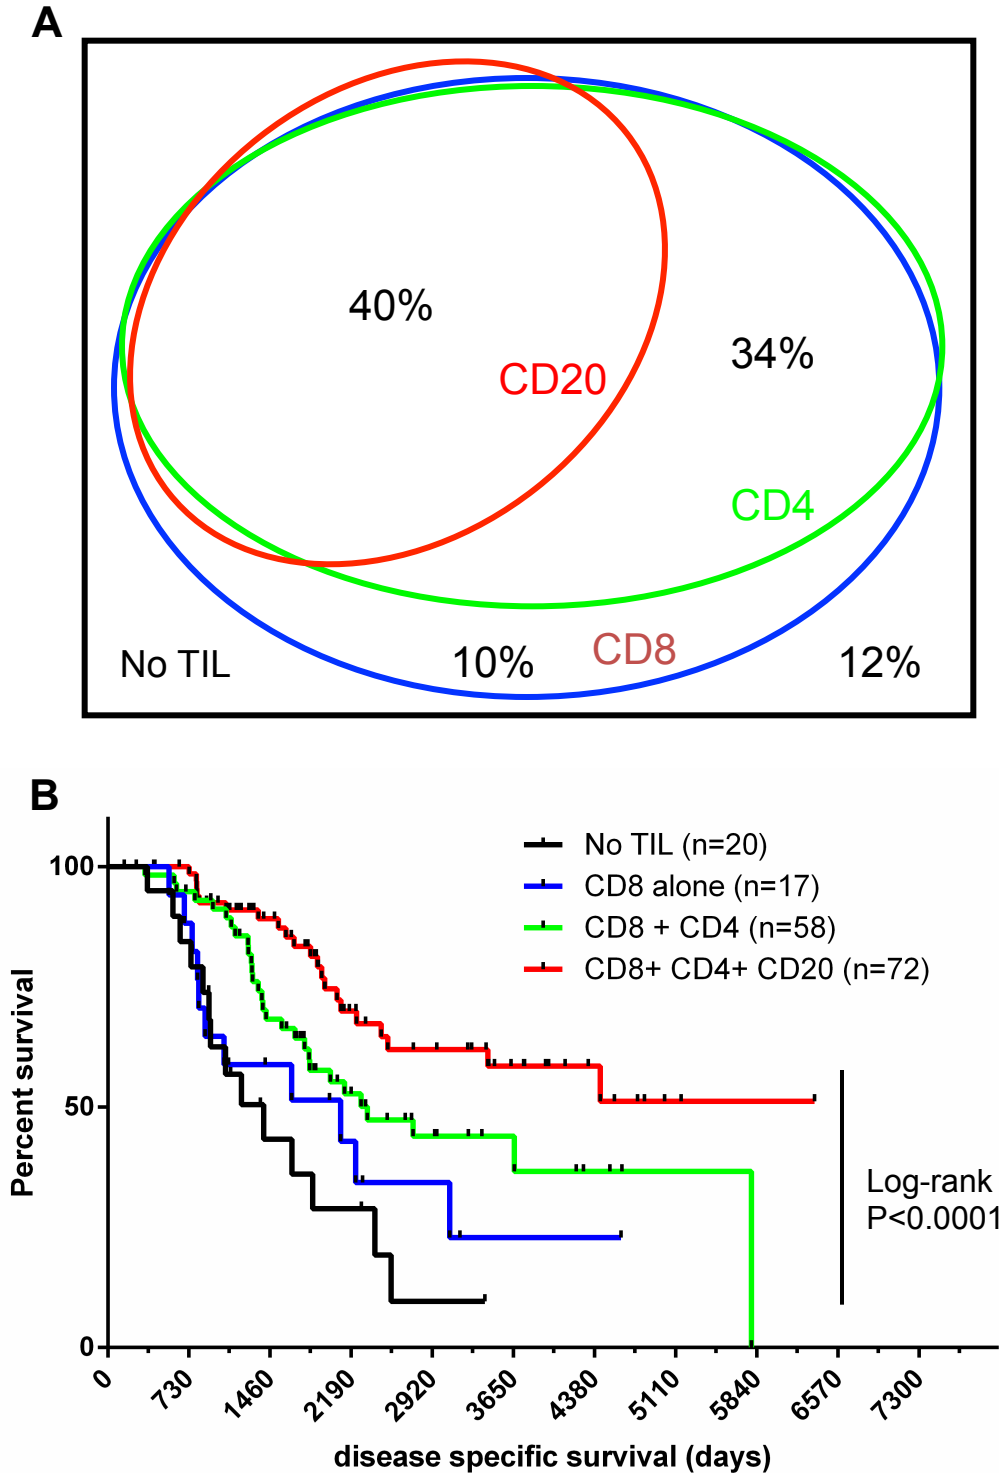 A
40%
34%
CD20
CD4
CD8
No TIL
10%
12%
B
No TIL (n=20)
CD8 alone (n=17)
CD8 + CD4 (n=58)
CD8+ CD4+ CD20 (n=72)
100
50
0
Percent survival
Log-rank
P<0.0001
0
730
1460
2190
2920
3650
4380
5110
5840
6570
7300
disease specific survival (days)